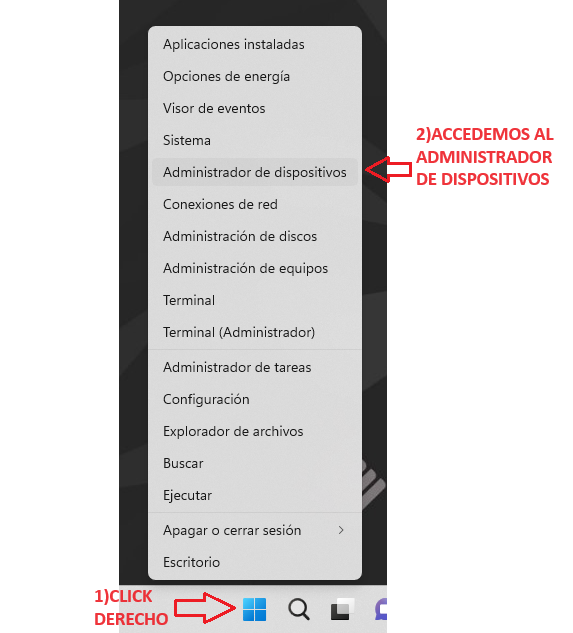 Aplicaciones instaladas
Opciones de energía
Visor de eventos
Sistema
Administrador de dispositivos
Conexiones de red
Administración de discos
Administración de equipos
Terminal
Terminal (Administrador)
Administrador de tareas
Configuración
Explorador de archivos
Buscar
Ejecutar
Apagar o cerrar sesión
Escritorio
2)ACCEDEMOS AL
ADMINISTRADOR
DE DISPOSITIVOS
1)CLICK
DERECHO